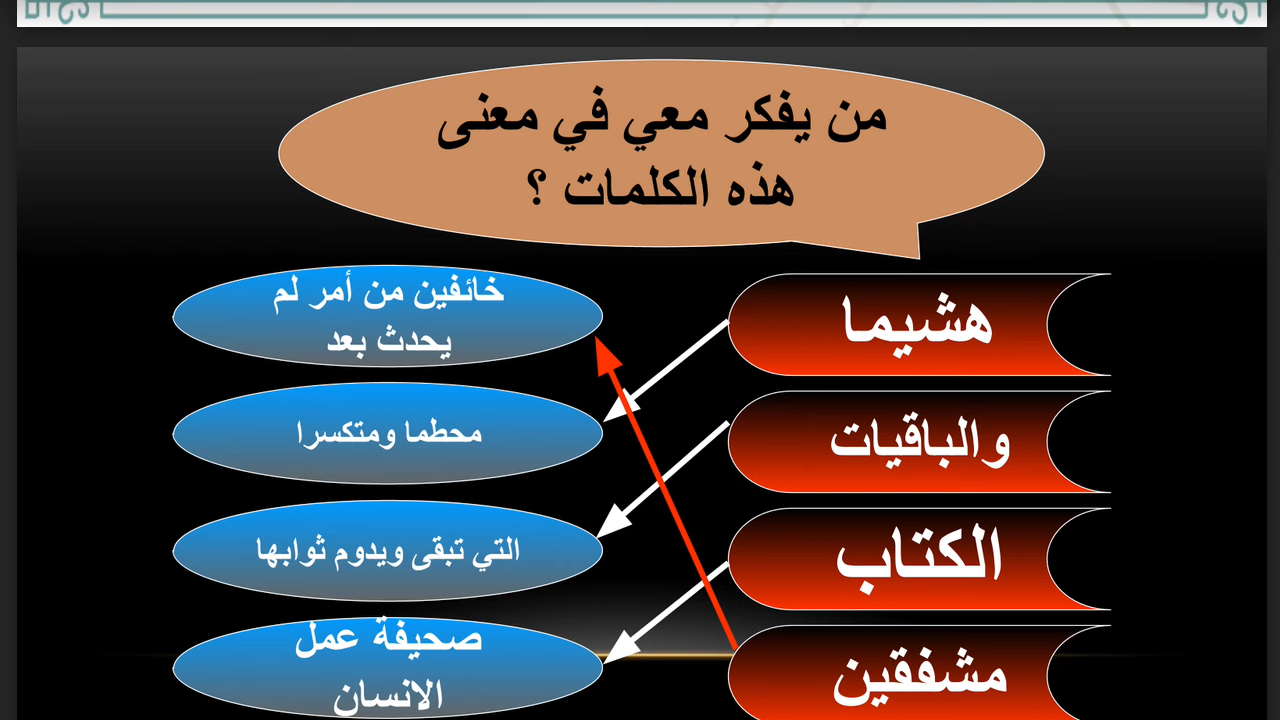 من يفكر معي في معنى
هذه الكلمات ؟
هشيما
خائفين من أمر لم
يحدث بعد
والباقيات
محطما ومتكسرا
الكتاب
التي تبقى ويدوم ثوابها
مشفقين
صحيفة عمل
الانسان